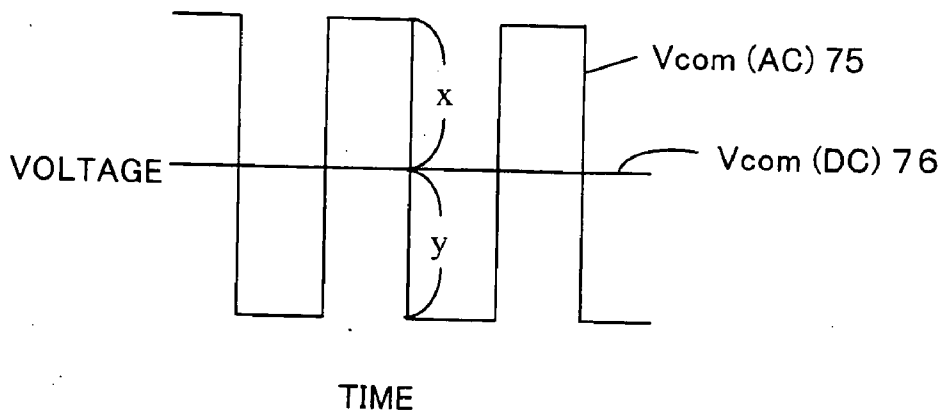 Vcom (AC) 75
x
VOLTAGE
Vcom (DC) 76
y
TIME